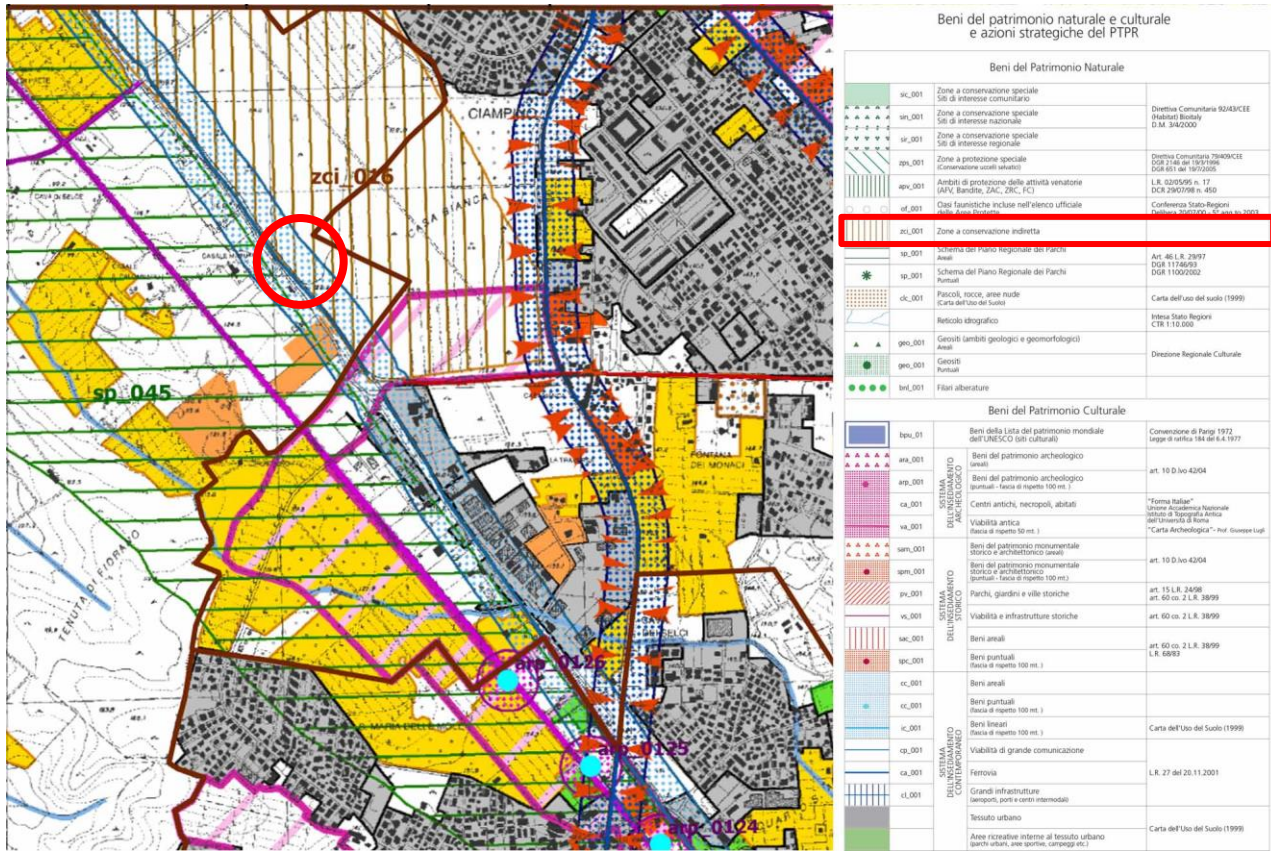 CIAMPINO
zci_016
CASA BIANCA
sp_045
TENUTA DI FIORANO
FONTANA
DEI MONACI
arp_0126
arp_0125
arp_0124
Beni del patrimonio naturale e culturale
e azioni strategiche del PTPR
Beni del Patrimonio Naturale
sic_001 Zone a conservazione speciale
Siti di interesse comunitario
sin_001 Zone a conservazione speciale
Siti di interesse nazionale
sir_001 Zone a conservazione speciale
Siti di interesse regionale
Direttiva Comunitaria 92/43/CEE
(Habitat) Bioitaly
D.M. 3/4/2000
zps_001 Zone a protezione speciale
(Conservazione uccelli selvatici)
Direttiva Comunitaria 79/409/CEE
DGR 2146 del 19/3/1996
DGR 651 del 19/7/2005
apv_001 Ambiti di protezione delle attività venatorie
(AFV, Bandite, ZAC, ZRC, FC)
L.R. 02/05/95 n. 17
DCR 29/07/98 n. 450
of_001 Oasi faunistiche incluse nell'elenco ufficiale
delle Aree Protette
Conferenza Stato-Regioni
zci_001 Zone a conservazione indiretta
sp_001 Schema del Piano Regionale dei Parchi
Areali
sp_001 Schema del Piano Regionale dei Parchi
Puntuali
Art. 46 L.R. 29/97
DGR 11746/93
DGR 1100/2002
clc_001 Pascoli, rocce, aree nude
(Carta dell'Uso del Suolo)
Carta dell'uso del suolo (1999)
Reticolo idrografico
Intesa Stato Regioni
CTR 1:10.000
geo_001 Geositi (ambiti geologici e geomorfologici)
Areali
geo_001 Geositi
Puntuali
Direzione Regionale Culturale
bnl_001 Filari alberature
Beni del Patrimonio Culturale
bpu_01 Beni della Lista del patrimonio mondiale
dell'UNESCO (siti culturali)
Convenzione di Parigi 1972
Legge di ratifica 184 del 6.4.1977
SISTEMA
DELL'INSEDIAMENTO
ARCHEOLOGICO
ara_001 Beni del patrimonio archeologico
(areali)
arp_001 Beni del patrimonio archeologico
(puntuali - fascia di rispetto 100 mt. )
art. 10 D.lvo 42/04
ca_001 Centri antichi, necropoli, abitati
va_001 Viabilità antica
(fascia di rispetto 50 mt. )
"Forma Italiae"
Unione Accademica Nazionale
Istituto di Topografia Antica
dell'Università di Roma
"Carta Archeologica" - Prof. Giuseppe Lugli
SISTEMA
DELL'INSEDIAMENTO
STORICO
sam_001 Beni del patrimonio monumentale
storico e architettonico (areali)
spm_001 Beni del patrimonio monumentale
storico e architettonico
(puntuali - fascia di rispetto 100 mt.)
art. 10 D.lvo 42/04
pv_001 Parchi, giardini e ville storiche
art. 15 L.R. 24/98
art. 60 co. 2 L.R. 38/99
vs_001 Viabilità e infrastrutture storiche
art. 60 co. 2 L.R. 38/99
sac_001 Beni areali
spc_001 Beni puntuali
(fascia di rispetto 100 mt. )
art. 60 co. 2 L.R. 38/99
L.R. 68/83
SISTEMA
DELL'INSEDIAMENTO
CONTEMPORANEO
cc_001 Beni areali
cc_001 Beni puntuali
(fascia di rispetto 100 mt. )
ic_001 Beni lineari
(fascia di rispetto 100 mt. )
Carta dell'Uso del Suolo (1999)
cp_001 Viabilità di grande comunicazione
ca_001 Ferrovia
cl_001 Grandi infrastrutture
(aeroporti, porti e centri intermodali)
L.R. 27 del 20.11.2001
Tessuto urbano
Aree ricreative interne al tessuto urbano
(parchi urbani, aree sportive, campeggi etc.)
Carta dell'Uso del Suolo (1999)